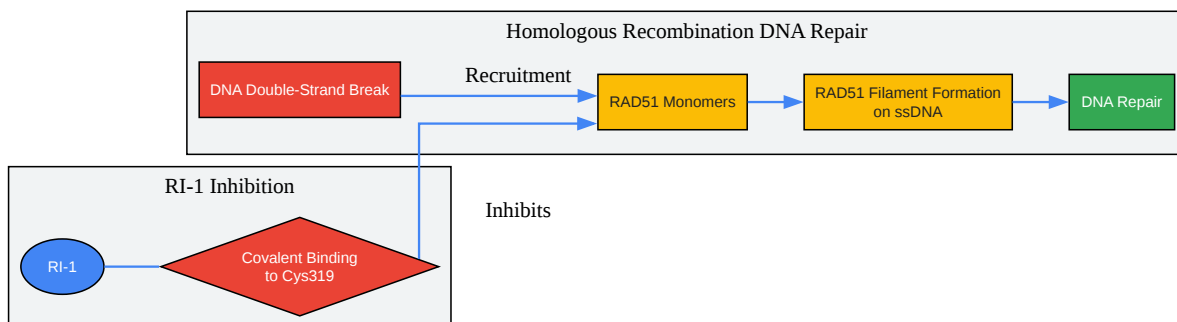 Homologous Recombination DNA Repair
DNA Double-Strand Break
Recruitment
RAD51 Monomers
RAD51 Filament Formation
on ssDNA
DNA Repair
RI-1 Inhibition
Inhibits
RI-1
Covalent Binding
to Cys319